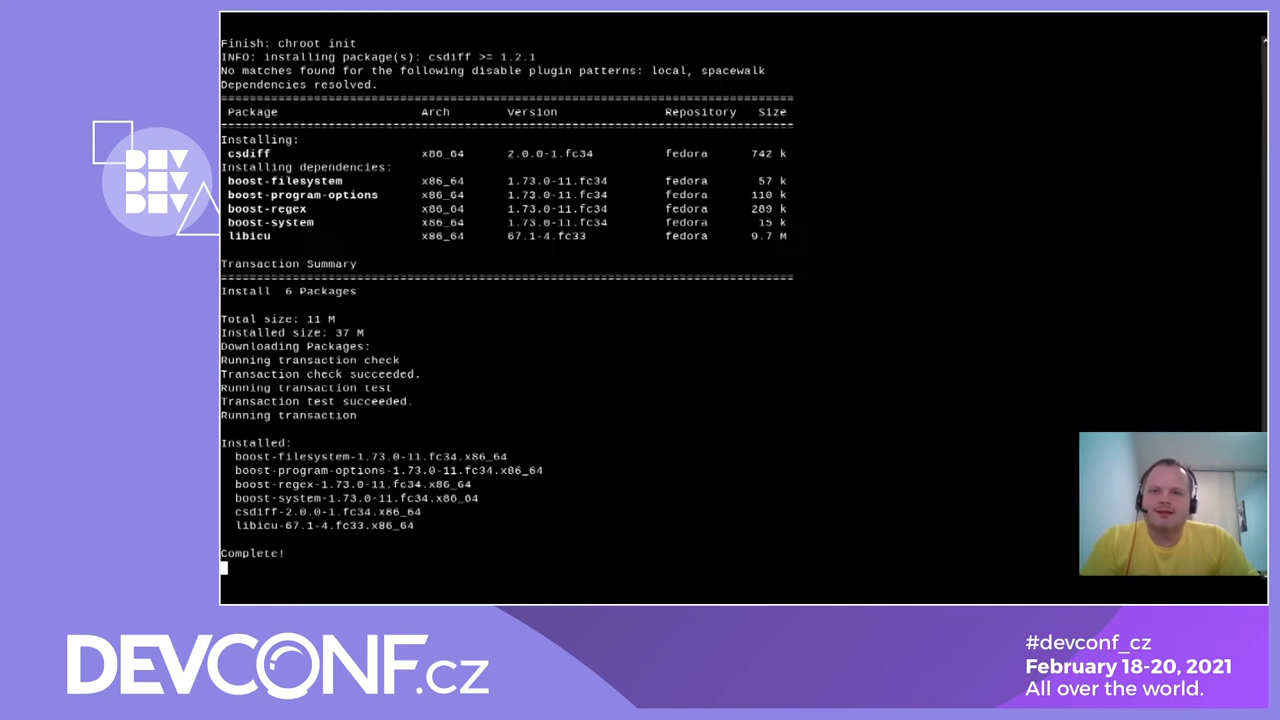 Finish: chroot init
INFO: installing package(s): csdiff >= 1.2.1
No matches found for the following disable plugin patterns: local, spacewalk
Dependencies resolved.
================================================================================
Package Arch Version Repository Size
================================================================================
Installing:
csdiff x86_64 2.0.0-1.fc34 fedora 742 k
Installing dependencies:
boost-filesystem x86_64 1.73.0-11.fc34 fedora 57 k
boost-program-options x86_64 1.73.0-11.fc34 fedora 110 k
boost-regex x86_64 1.73.0-11.fc34 fedora 289 k
boost-system x86_64 1.73.0-11.fc34 fedora 15 k
libicu x86_64 67.1-4.fc33 fedora 9.7 M
Transaction Summary
================================================================================
Install 6 Packages
Total size: 11 M
Installed size: 37 M
Downloading Packages:
Running transaction check
Transaction check succeeded.
Running transaction test
Transaction test succeeded.
Running transaction
Installed:
boost-filesystem-1.73.0-11.fc34.x86_64
boost-program-options-1.73.0-11.fc34.x86_64
boost-regex-1.73.0-11.fc34.x86_64
boost-system-1.73.0-11.fc34.x86_64
csdiff-2.0.0-1.fc34.x86_64
libicu-67.1-4.fc33.x86_64
Complete!
DEV
DEV
DEV
DEVCONF.cz
#devconf_cz
February 18-20, 2021
All over the world.